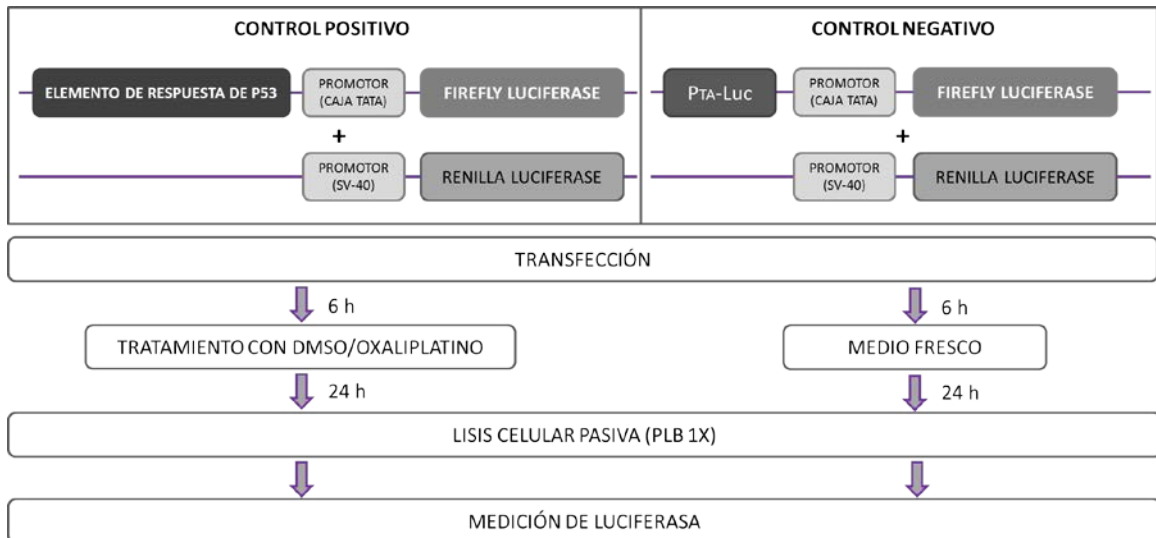 CONTROL POSITIVO
ELEMENTO DE RESPUESTA DE P53
PROMOTOR
(CAJA TATA)
FIREFLY LUCIFERASE
+
PROMOTOR
(SV-40)
RENILLA LUCIFERASE
CONTROL NEGATIVO
PTA-Luc
PROMOTOR
(CAJA TATA)
FIREFLY LUCIFERASE
+
PROMOTOR
(SV-40)
RENILLA LUCIFERASE
TRANSFECCIÓN
6 h
6 h
TRATAMIENTO CON DMSO/OXALIPLATINO
MEDIO FRESCO
24 h
24 h
LISIS CELULAR PASIVA (PLB 1X)
MEDICIÓN DE LUCIFERASA